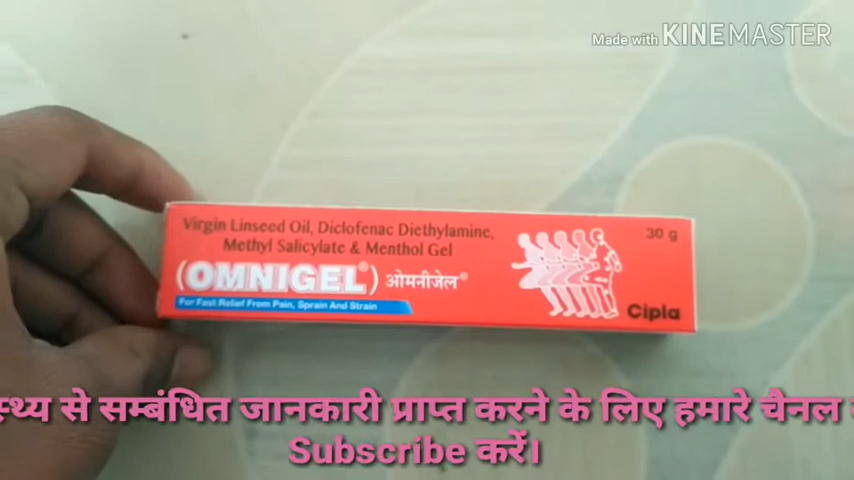 Made with KINEMASTER
Virgin Linseed Oil, Diclofenac Diethylamine,
Methyl Salicylate & Menthol Gel
30 g
(OMNIGEL®) ओमनीजेल®
For Fast Relief From Pain, Sprain And Strain
Cipla
से सम्बंधित जानकारी प्राप्त करने के लिए हमारे चैनल
Subscribe करें।